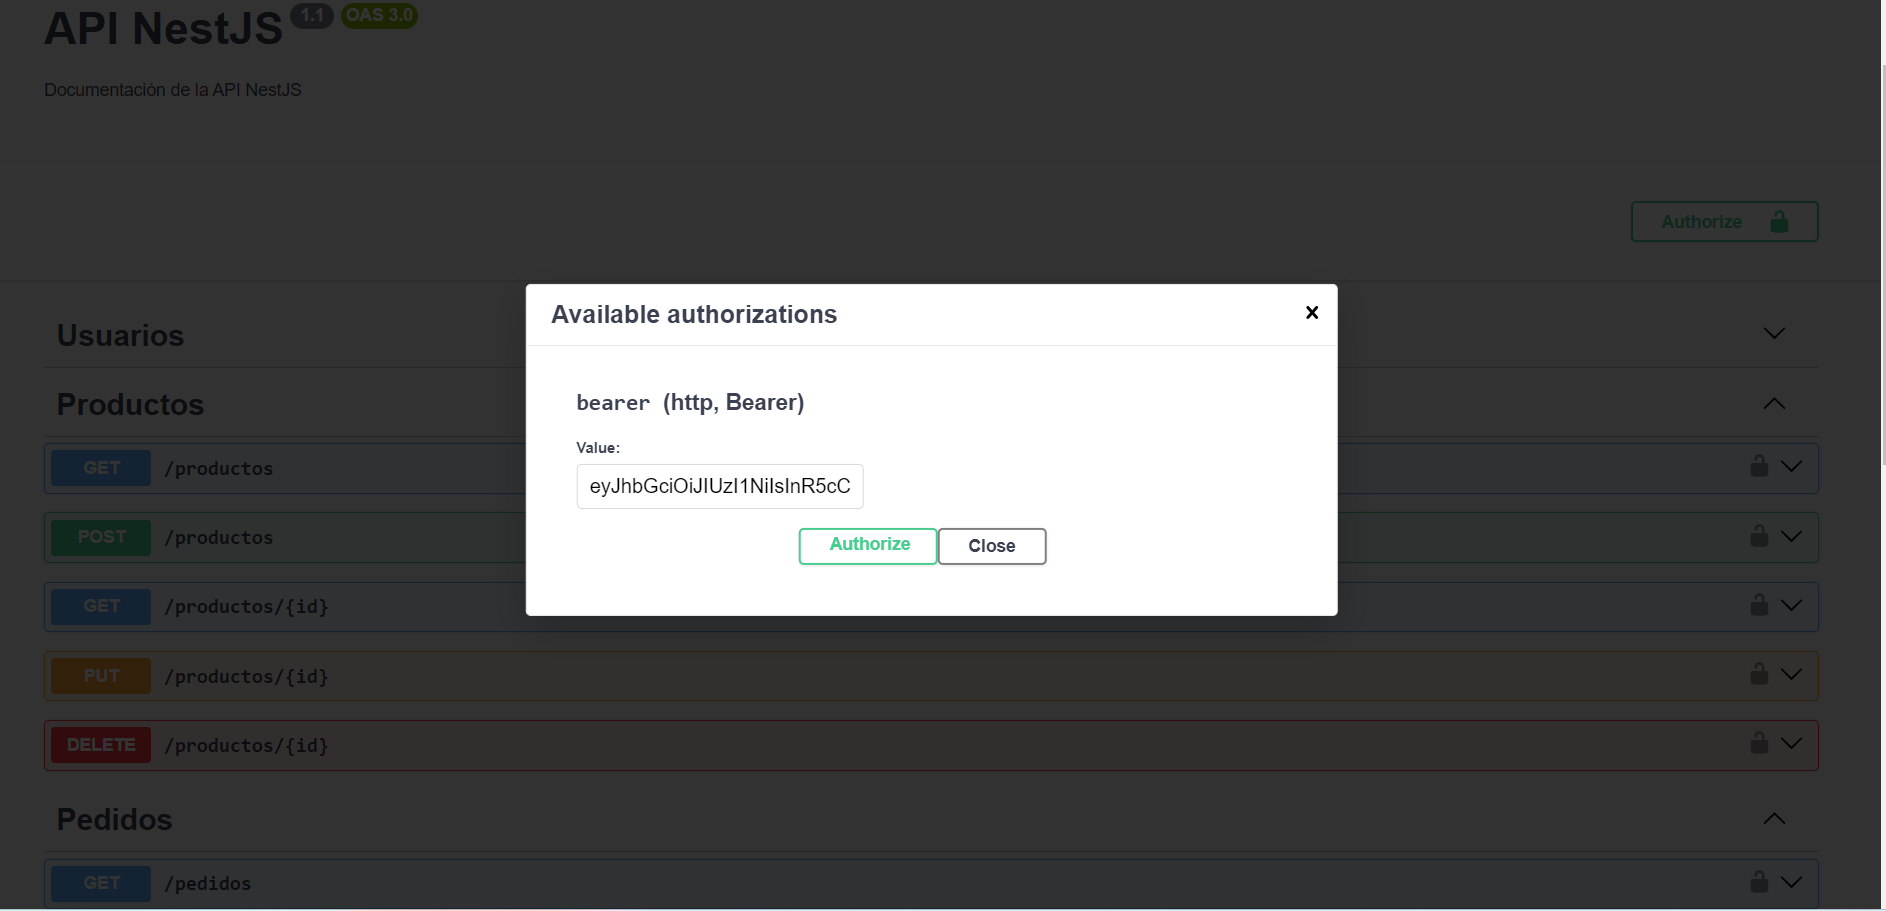 API NestJS 1.1 OAS 3.0
Documentación de la API NestJS
Authorize
Available authorizations
bearer (http, Bearer)
Value:
eyJhbGciOiJIUzI1NiIsInR5cC
Authorize Close
Usuarios
Productos
GET /productos
POST /productos
GET /productos/{id}
PUT /productos/{id}
DELETE /productos/{id}
Pedidos
GET /pedidos